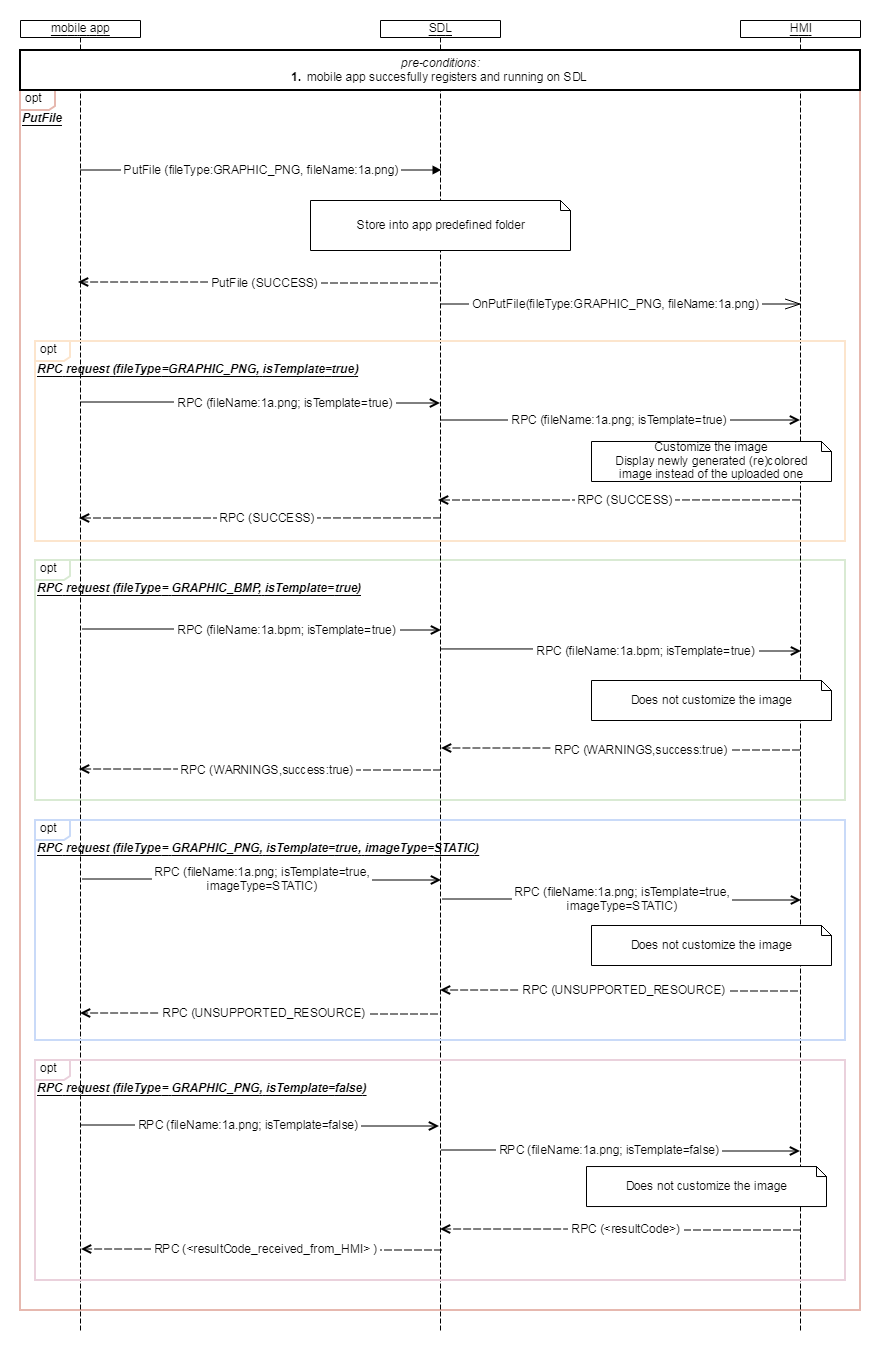 mobile app
SDL
HMI
pre-conditions:
1. mobile app succesfully registers and running on SDL
opt
PutFile
PutFile (fileType:GRAPHIC_PNG, fileName:1a.png)
Store into app predefined folder
PutFile (SUCCESS)
OnPutFile(fileType:GRAPHIC_PNG, fileName:1a.png)
opt
RPC request (fileType=GRAPHIC_PNG, isTemplate=true)
RPC (fileName:1a.png; isTemplate=true)
RPC (fileName:1a.png; isTemplate=true)
Customize the image
Display newly generated (re)colored
image instead of the uploaded one
RPC (SUCCESS)
RPC (SUCCESS)
opt
RPC request (fileType= GRAPHIC_BMP, isTemplate=true)
RPC (fileName:1a.bpm; isTemplate=true)
RPC (fileName:1a.bpm; isTemplate=true)
Does not customize the image
RPC (WARNINGS,success:true)
RPC (WARNINGS,success:true)
opt
RPC request (fileType= GRAPHIC_PNG, isTemplate=true, imageType=STATIC)
RPC (fileName:1a.png; isTemplate=true,
imageType=STATIC)
RPC (fileName:1a.png; isTemplate=true,
imageType=STATIC)
Does not customize the image
RPC (UNSUPPORTED_RESOURCE)
RPC (UNSUPPORTED_RESOURCE)
opt
RPC request (fileType= GRAPHIC_PNG, isTemplate=false)
RPC (fileName:1a.png; isTemplate=false)
RPC (fileName:1a.png; isTemplate=false)
Does not customize the image
RPC (<resultCode>)
RPC (<resultCode_received_from_HMI> )